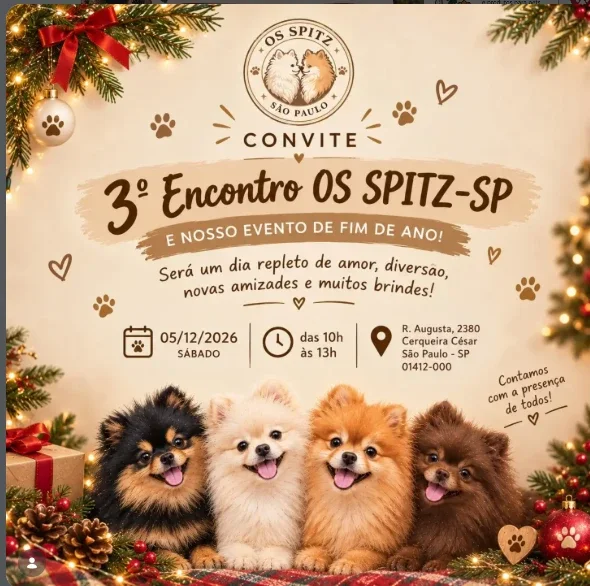 OS SPITZ
SÃO PAULO
CONVITE
3º Encontro OS SPITZ-SP
E NOSSO EVENTO DE FIM DE ANO!
Será um dia repleto de amor, diversão,
novas amizades e muitos brindes!
05/12/2026
SÁBADO
das 10h
às 13h
R. Augusta, 2380
Cerqueira César
São Paulo - SP
01412-000
Contamos
com a presença
de todos!